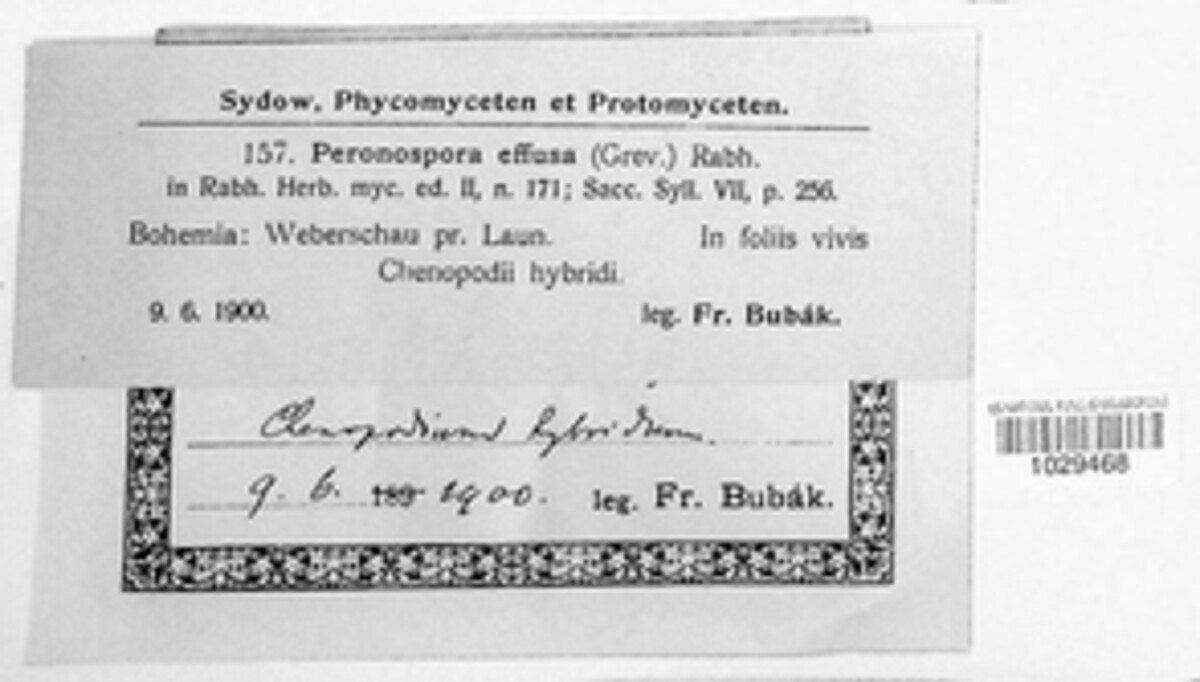 Sydow, Phycomyceten et Protomyceten.
157. Peronospora effusa (Grev.) Rabh.
in Rabh. Herb. myc. ed. II, n. 171; Sacc. Syll. VII, p. 256.
Bohemia: Weberschau pr. Laun. In foliis vivis
Chenopodii hybridi.
9. 6. 1900. leg. Fr. Bubák.
Chenopodium hybridum.
9. 6. 189 1900. leg. Fr. Bubák.
1029468